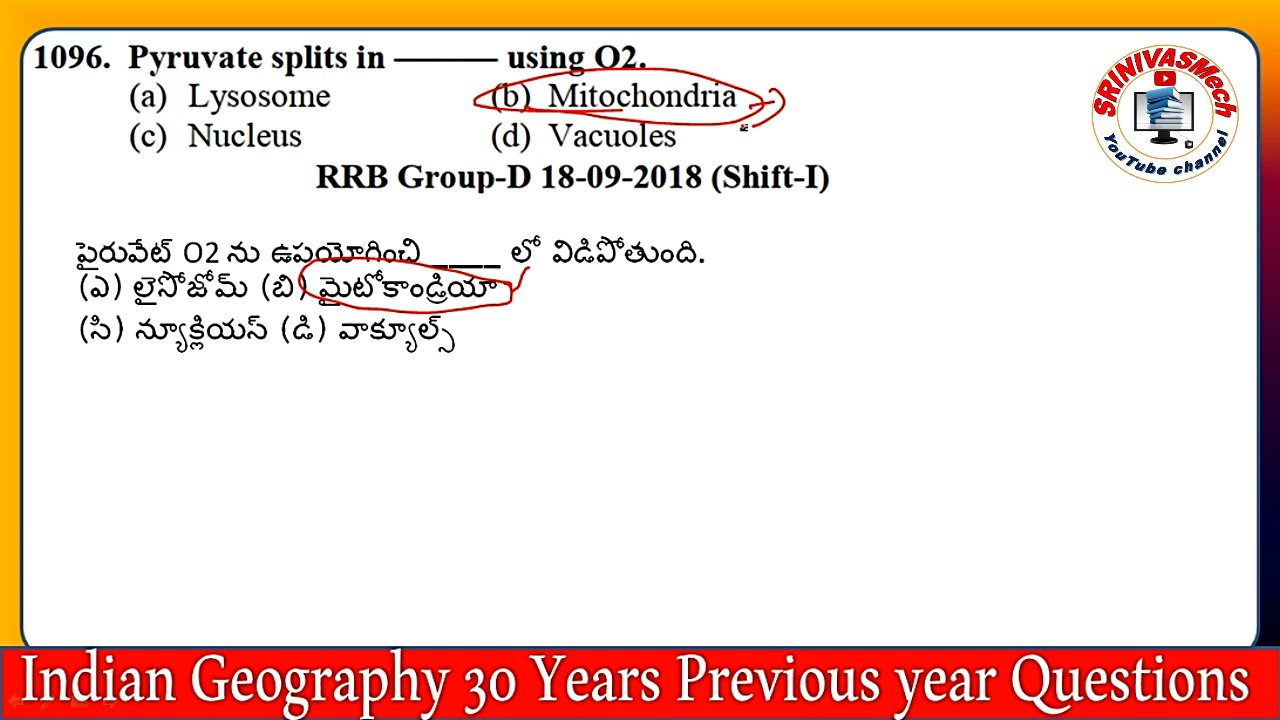 1096. Pyruvate splits in ——— using O2.
(a) Lysosome (b) Mitochondria
(c) Nucleus (d) Vacuoles
RRB Group-D 18-09-2018 (Shift-I)
SRINIVASMech
YouTube channel
పైరువేట్ O2 ను ఉపయోగించి ____ లో విడిపోతుంది.
(ఎ) లైసోజోమ్ (బి) మైటోకాండ్రియా
(సి) న్యూక్లియస్ (డి) వాక్యూల్స్
Indian Geography 30 Years Previous year Questions